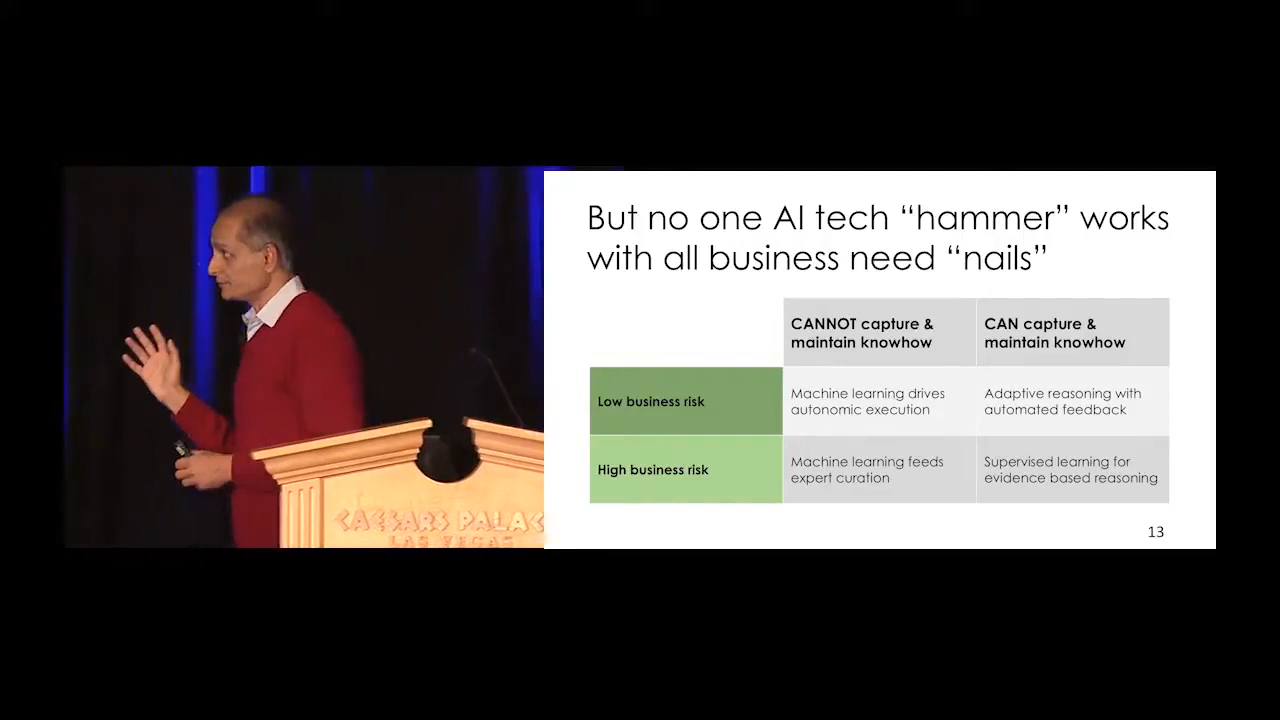 But no one AI tech “hammer” works
with all business need “nails”
CANNOT capture &
maintain knowhow
CAN capture &
maintain knowhow
Low business risk
Machine learning drives
autonomic execution
Adaptive reasoning with
automated feedback
High business risk
Machine learning feeds
expert curation
Supervised learning for
evidence based reasoning
13
CAESARS PALAC
LAS VEGAS